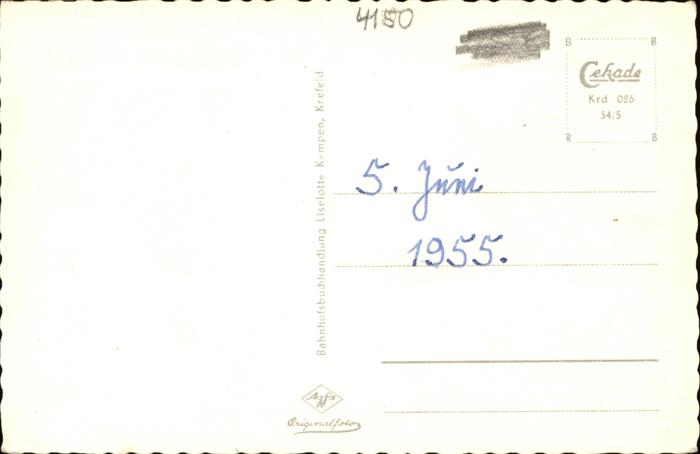 4150
B B
Cekade
Krd 026
54/5
R B
Bahnhofsbuchhandlung Liselotte Kempen, Krefeld
5. Juni
1955.
Agfa
Originalfoto